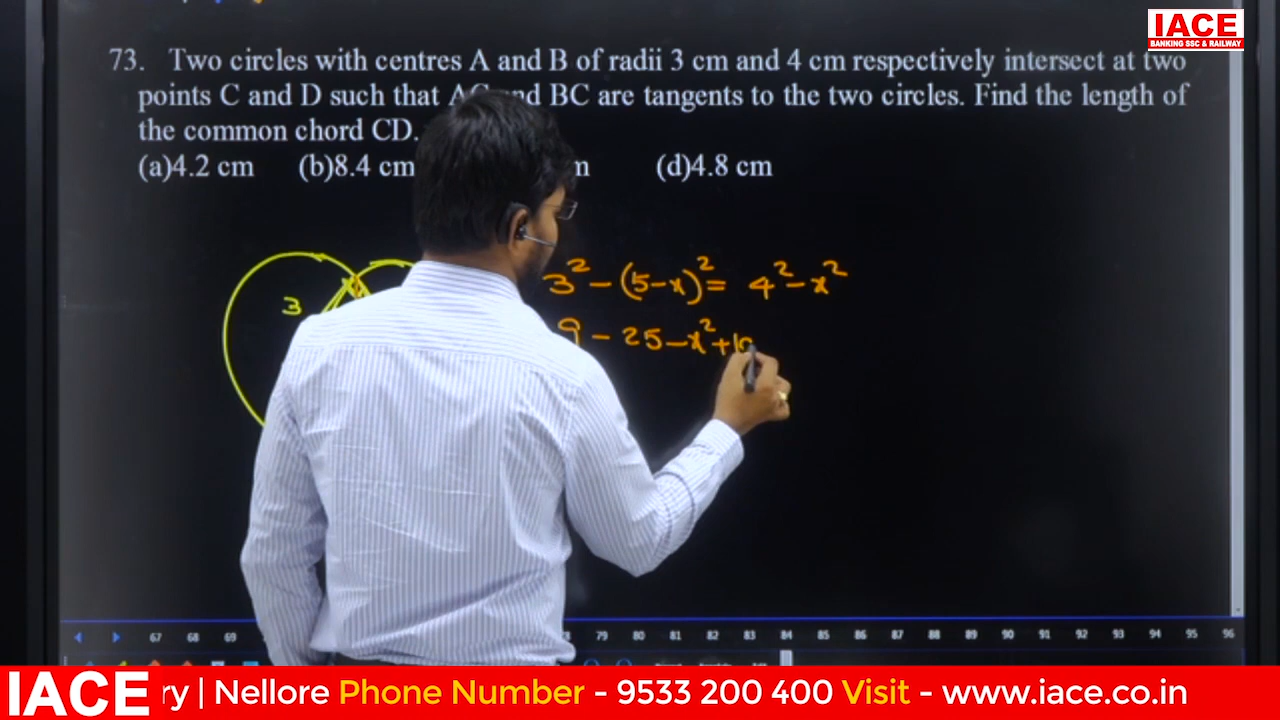 IACE
BANKING SSC & RAILWAY
73. Two circles with centres A and B of radii 3 cm and 4 cm respectively intersect at two
points C and D such that AC and BC are tangents to the two circles. Find the length of
the common chord CD.
(a)4.2 cm (b)8.4 cm (d)4.8 cm
3
3² - (5-x)² = 4² - x²
9 - 25 - x² + 10
67 68 69 79 80 81 82 83 84 85 86 87 88 89 90 91 92 93 94 95 96
IACE ry | Nellore Phone Number - 9533 200 400 Visit - www.iace.co.in